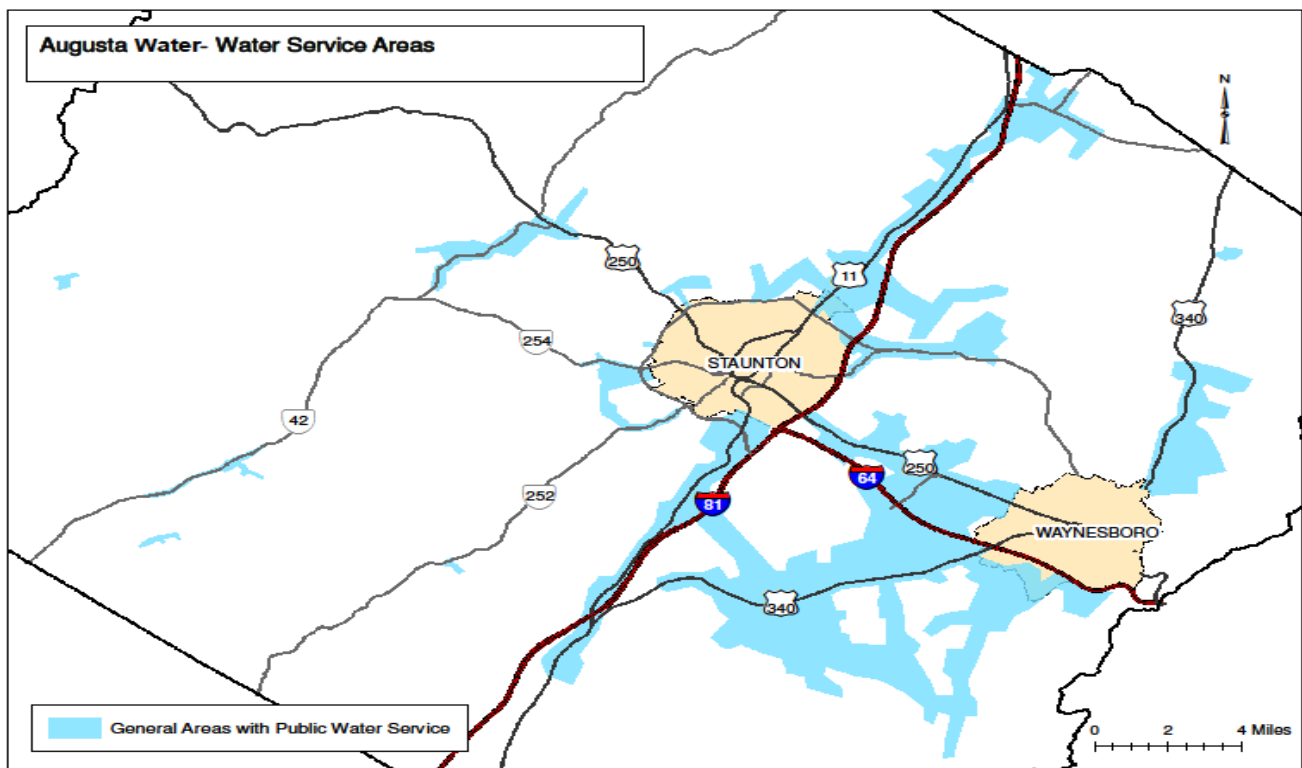 Augusta Water- Water Service Areas
N
250
11
340
254
STAUNTON
42
250
64
252
81
WAYNESBORO
340
General Areas with Public Water Service
0 2 4 Miles